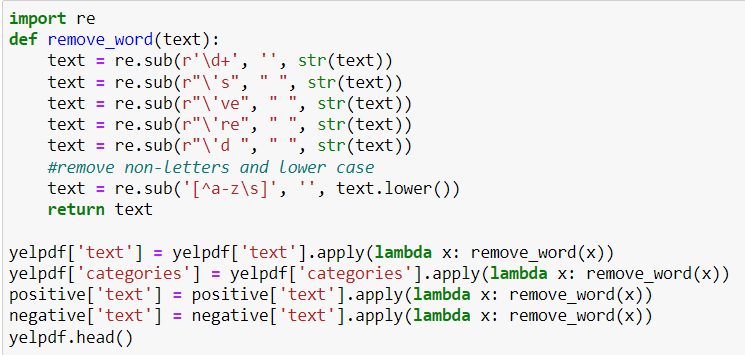 import re
def remove_word(text):
    text = re.sub(r'\d+', '', str(text))
    text = re.sub(r"\'s", " ", str(text))
    text = re.sub(r"\'ve", " ", str(text))
    text = re.sub(r"\'re", " ", str(text))
    text = re.sub(r"\'d ", " ", str(text))
    #remove non-letters and lower case
    text = re.sub('[^a-z\s]', '', text.lower())
    return text

yelpdf['text'] = yelpdf['text'].apply(lambda x: remove_word(x))
yelpdf['categories'] = yelpdf['categories'].apply(lambda x: remove_word(x))
positive['text'] = positive['text'].apply(lambda x: remove_word(x))
negative['text'] = negative['text'].apply(lambda x: remove_word(x))
yelpdf.head()